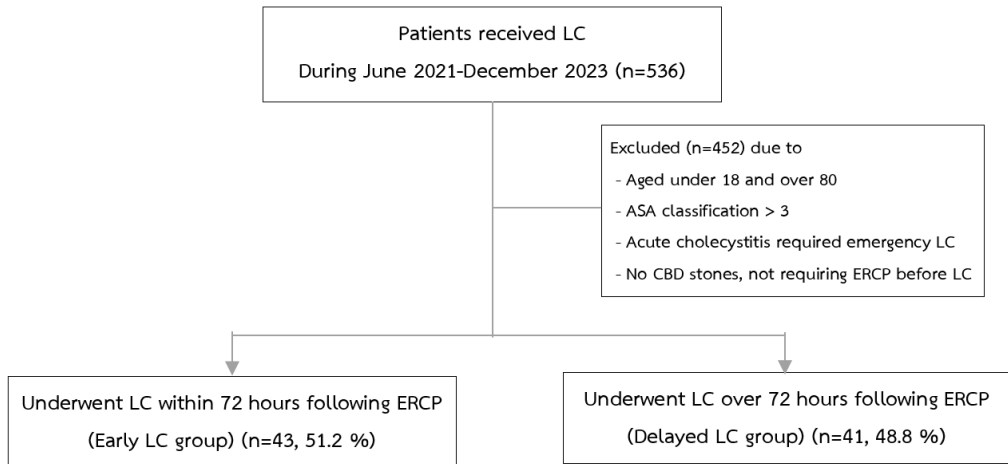 Patients received LC
During June 2021-December 2023 (n=536)
Excluded (n=452) due to
- Aged under 18 and over 80
- ASA classification > 3
- Acute cholecystitis required emergency LC
- No CBD stones, not requiring ERCP before LC
Underwent LC within 72 hours following ERCP
(Early LC group) (n=43, 51.2 %)
Underwent LC over 72 hours following ERCP
(Delayed LC group) (n=41, 48.8 %)